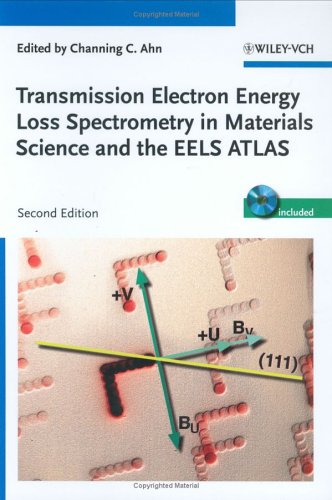 Edited by Channing C. Ahn
WILEY-VCH
Transmission Electron Energy
Loss Spectrometry in Materials
Science and the EELS ATLAS
Second Edition
included
+V
+U
BV
(111)
BU